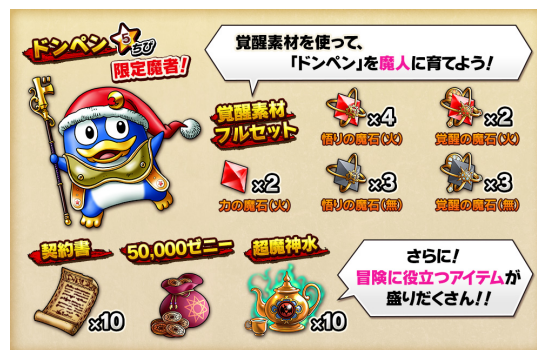 ドンペン 5 ちび
限定魔者!
覚醒素材を使って、
「ドンペン」を魔人に育てよう!
覚醒素材
フルセット
×4
悟りの魔石(火)
×2
覚醒の魔石(火)
×2
力の魔石(火)
×3
悟りの魔石(無)
×3
覚醒の魔石(無)
契約書
×10
50,000ゼニー
超魔神水
×10
さらに!
冒険に役立つアイテムが
盛りだくさん!!